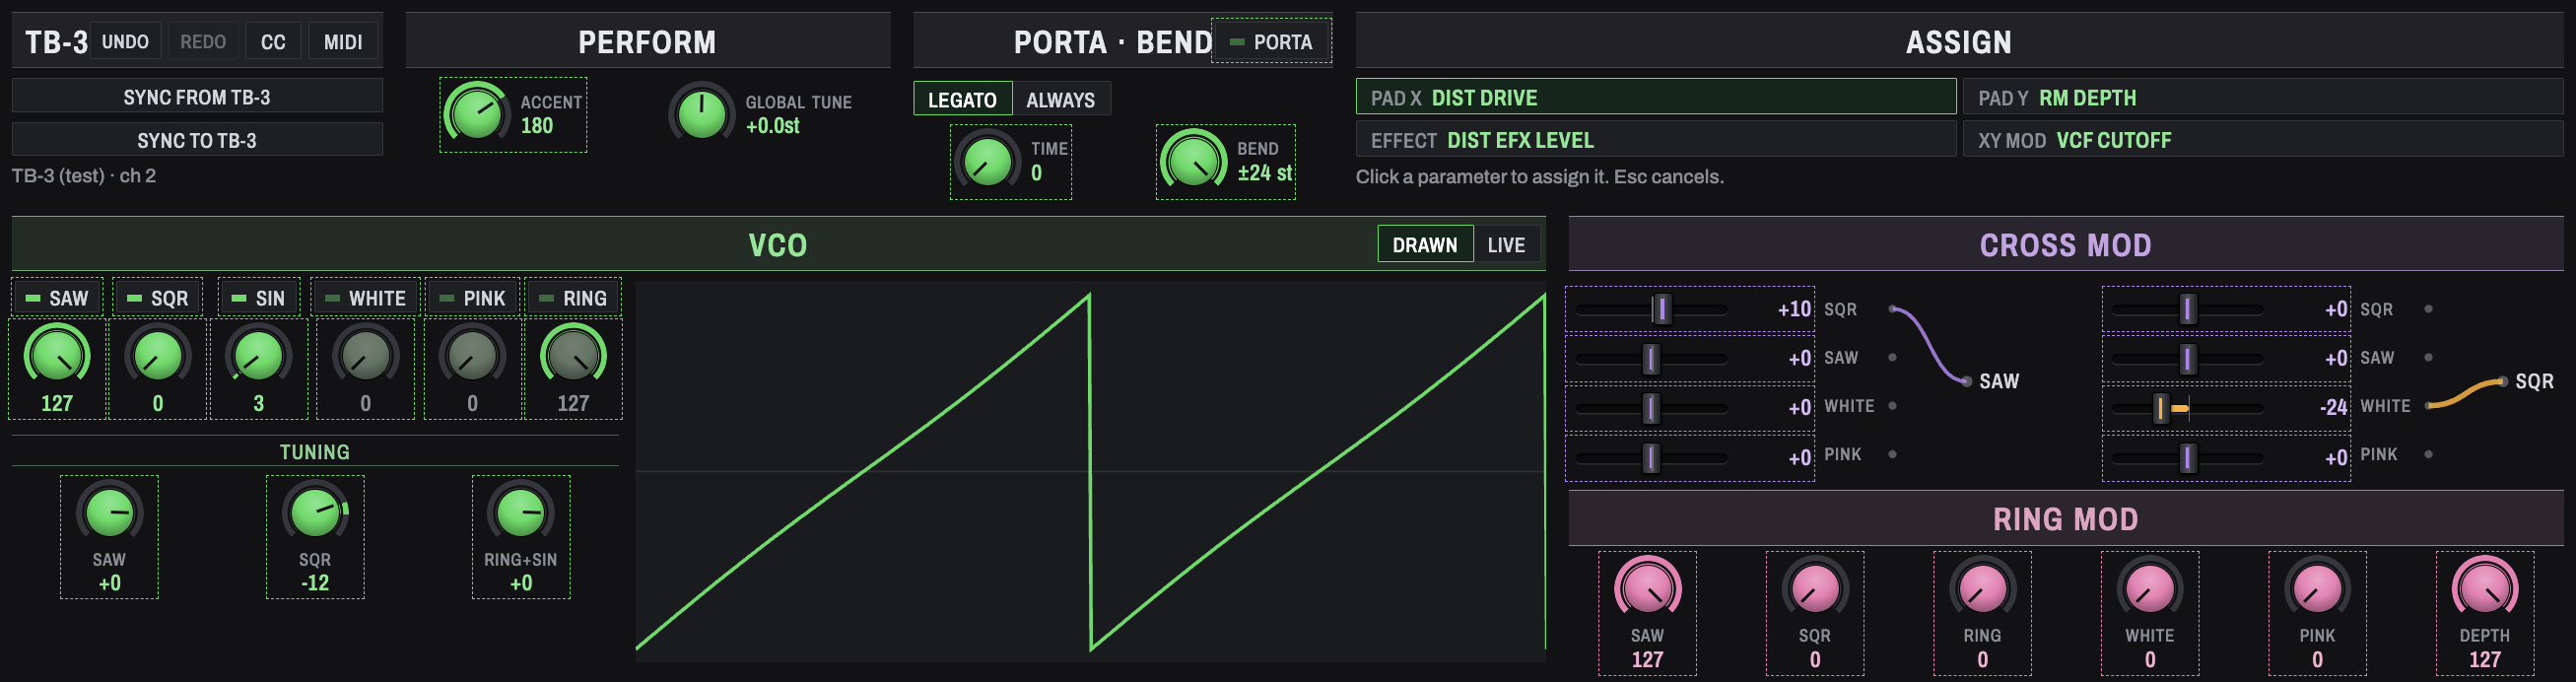 TB-3 UNDO REDO CC MIDI
PERFORM
PORTA · BEND PORTA
ASSIGN
SYNC FROM TB-3
SYNC TO TB-3
TB-3 (test) · ch 2
ACCENT
180
GLOBAL TUNE
+0.0st
LEGATO ALWAYS
TIME
0
BEND
±24 st
PAD X DIST DRIVE
PAD Y RM DEPTH
EFFECT DIST EFX LEVEL
XY MOD VCF CUTOFF
Click a parameter to assign it. Esc cancels.
VCO DRAWN LIVE
SAW SQR SIN WHITE PINK RING
127 0 3 0 0 127
TUNING
SAW SQR RING+SIN
+0 -12 +0
CROSS MOD
+10 SQR
+0 SAW
+0 WHITE
+0 PINK
SAW
+0 SQR
+0 SAW
-24 WHITE
+0 PINK
SQR
RING MOD
SAW SQR RING WHITE PINK DEPTH
127 0 0 0 0 127